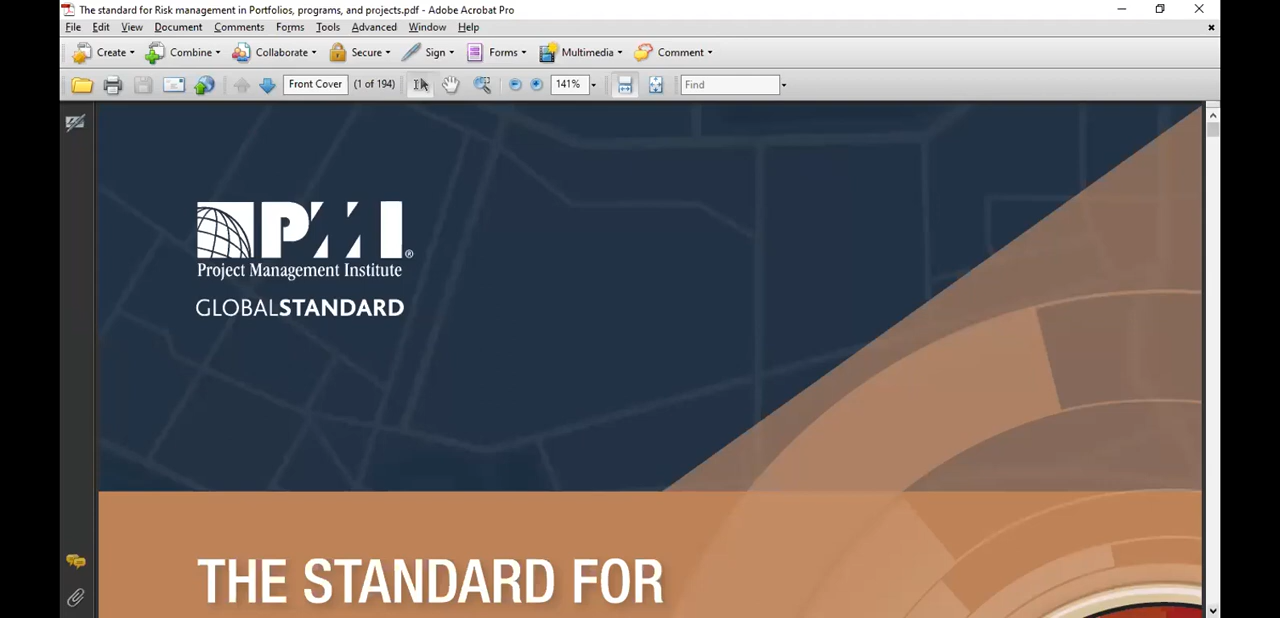 The standard for Risk management in Portfolios, programs, and projects.pdf - Adobe Acrobat Pro
File Edit View Document Comments Forms Tools Advanced Window Help
Create Combine Collaborate Secure Sign Forms Multimedia Comment
Front Cover (1 of 194) 141% Find
PMI®
Project Management Institute
GLOBALSTANDARD
THE STANDARD FOR